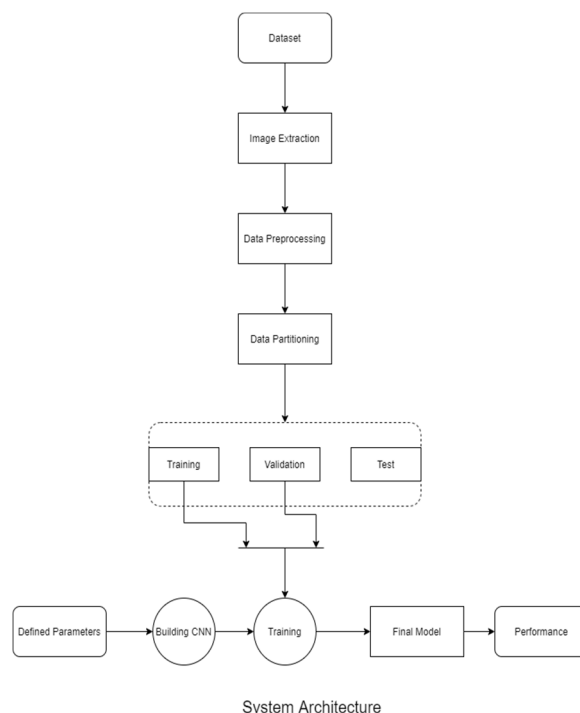 Dataset
Image Extraction
Data Preprocessing
Data Partitioning
Training
Validation
Test
Defined Parameters
Building CNN
Training
Final Model
Performance
System Architecture